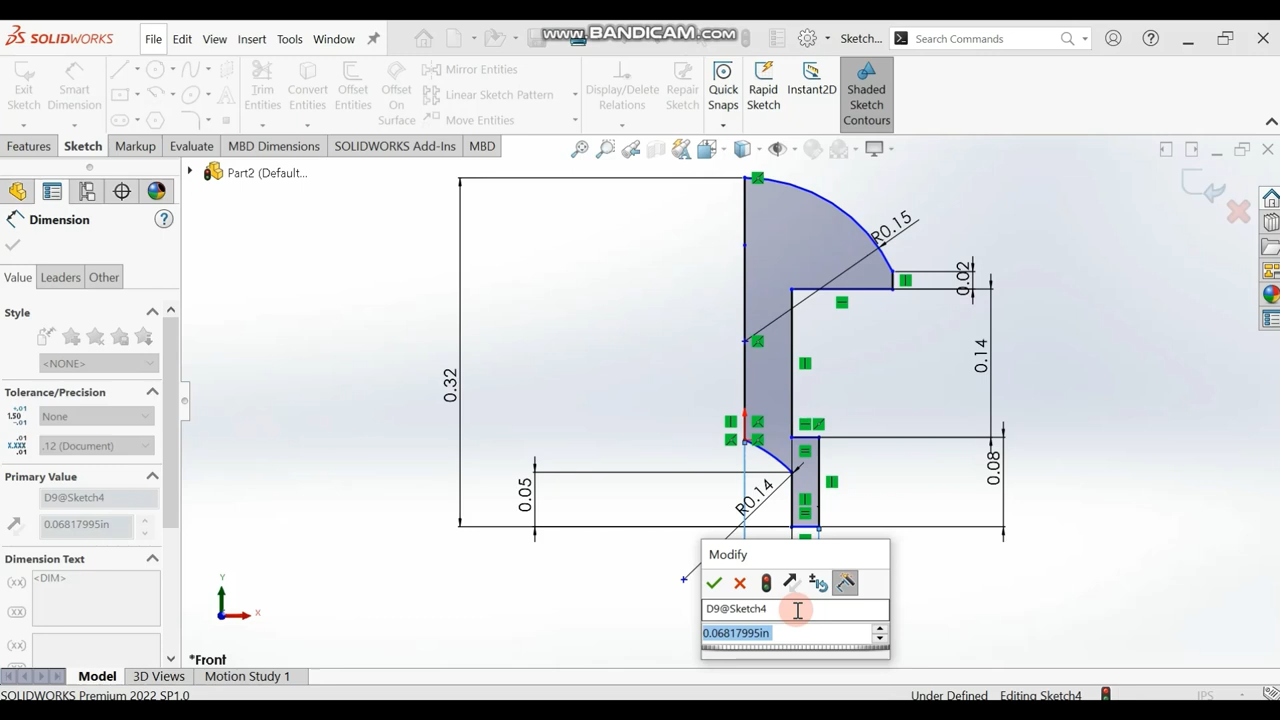 SOLIDWORKS
File Edit View Insert Tools Window
www.BANDICAM.com
Sketch...
Search Commands
Exit Sketch
Smart Dimension
Trim Entities
Convert Entities
Offset Entities
Offset On Surface
Mirror Entities
Linear Sketch Pattern
Move Entities
Display/Delete Relations
Repair Sketch
Quick Snaps
Rapid Sketch
Instant2D
Shaded Sketch Contours
Features Sketch Markup Evaluate MBD Dimensions SOLIDWORKS Add-Ins MBD
Part2 (Default...
Dimension
Value Leaders Other
Style
<NONE>
Tolerance/Precision
None
.12 (Document)
Primary Value
D9@Sketch4
0.06817995in
Dimension Text
<DIM>
(xx)
(xx)
R0.15
0.02
0.14
0.32
0.05
R0.14
0.08
Modify
D9@Sketch4
0.06817995in
Y
X
*Front
Model 3D Views Motion Study 1
SOLIDWORKS Premium 2022 SP1.0
Under Defined Editing Sketch4
IPS